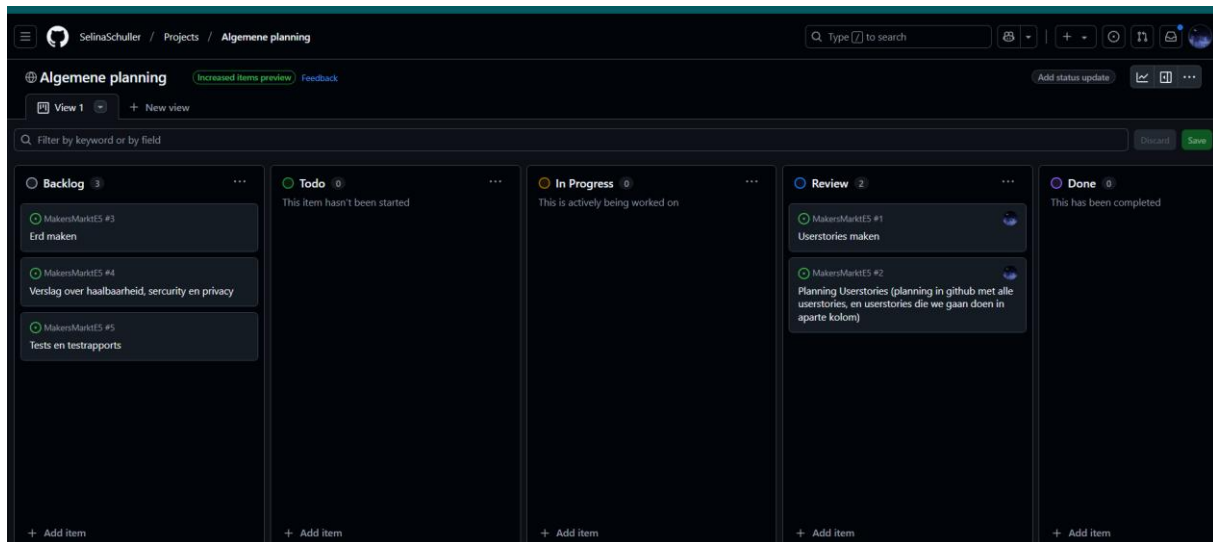 SelinaSchuller / Projects / Algemene planning
Type / to search
Algemene planning
Increased items preview
Feedback
Add status update
View 1
+ New view
Filter by keyword or by field
Discard
Save
Backlog 3
MakersMarktE5 #3
Erd maken
MakersMarktE5 #4
Verslag over haalbaarheid, sercurity en privacy
MakersMarktE5 #5
Tests en testrapports
+ Add item
Todo 0
This item hasn't been started
+ Add item
In Progress 0
This is actively being worked on
+ Add item
Review 2
MakersMarktE5 #1
Userstories maken
MakersMarktE5 #2
Planning Userstories (planning in github met alle
userstories, en userstories die we gaan doen in
aparte kolom)
+ Add item
Done 0
This has been completed
+ Add item